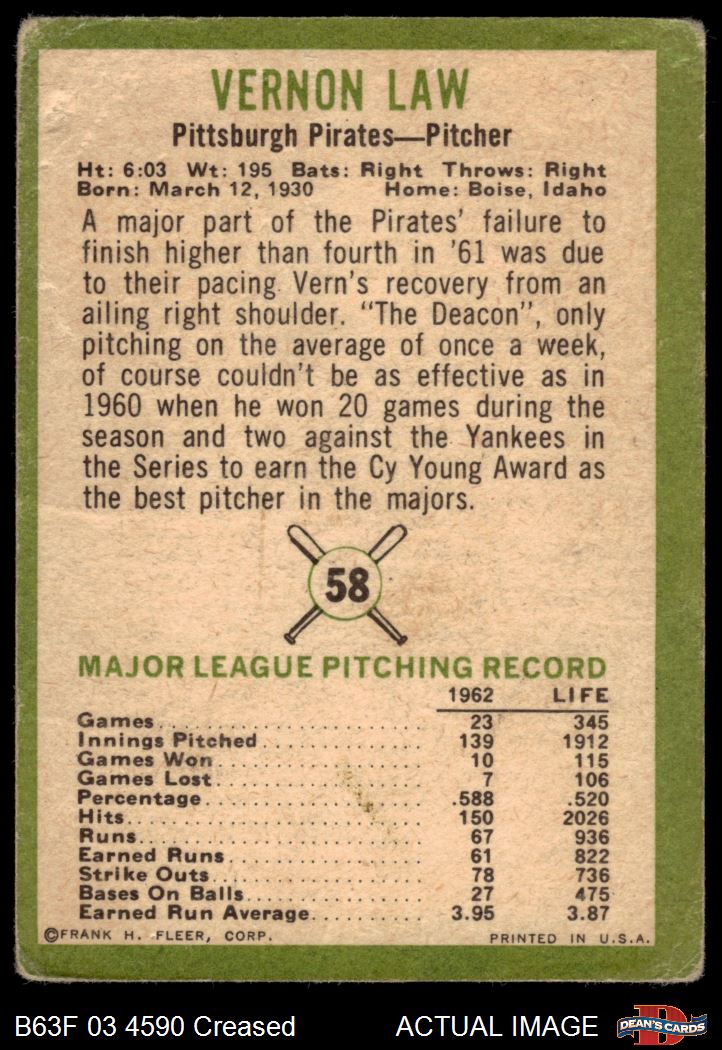 VERNON LAW
Pittsburgh Pirates—Pitcher
Ht: 6:03 Wt: 195 Bats: Right Throws: Right
Born: March 12, 1930 Home: Boise, Idaho
A major part of the Pirates' failure to
finish higher than fourth in '61 was due
to their pacing Vern's recovery from an
ailing right shoulder. "The Deacon", only
pitching on the average of once a week,
of course couldn't be as effective as in
1960 when he won 20 games during the
season and two against the Yankees in
the Series to earn the Cy Young Award as
the best pitcher in the majors.
58
MAJOR LEAGUE PITCHING RECORD
1962 LIFE
Games 23 345
Innings Pitched 139 1912
Games Won 10 115
Games Lost 7 106
Percentage .588 .520
Hits 150 2026
Runs 67 936
Earned Runs 61 822
Strike Outs 78 736
Bases On Balls 27 475
Earned Run Average 3.95 3.87
©FRANK H. FLEER, CORP. PRINTED IN U.S.A.
B63F 03 4590 Creased ACTUAL IMAGE D DEAN'S CARDS